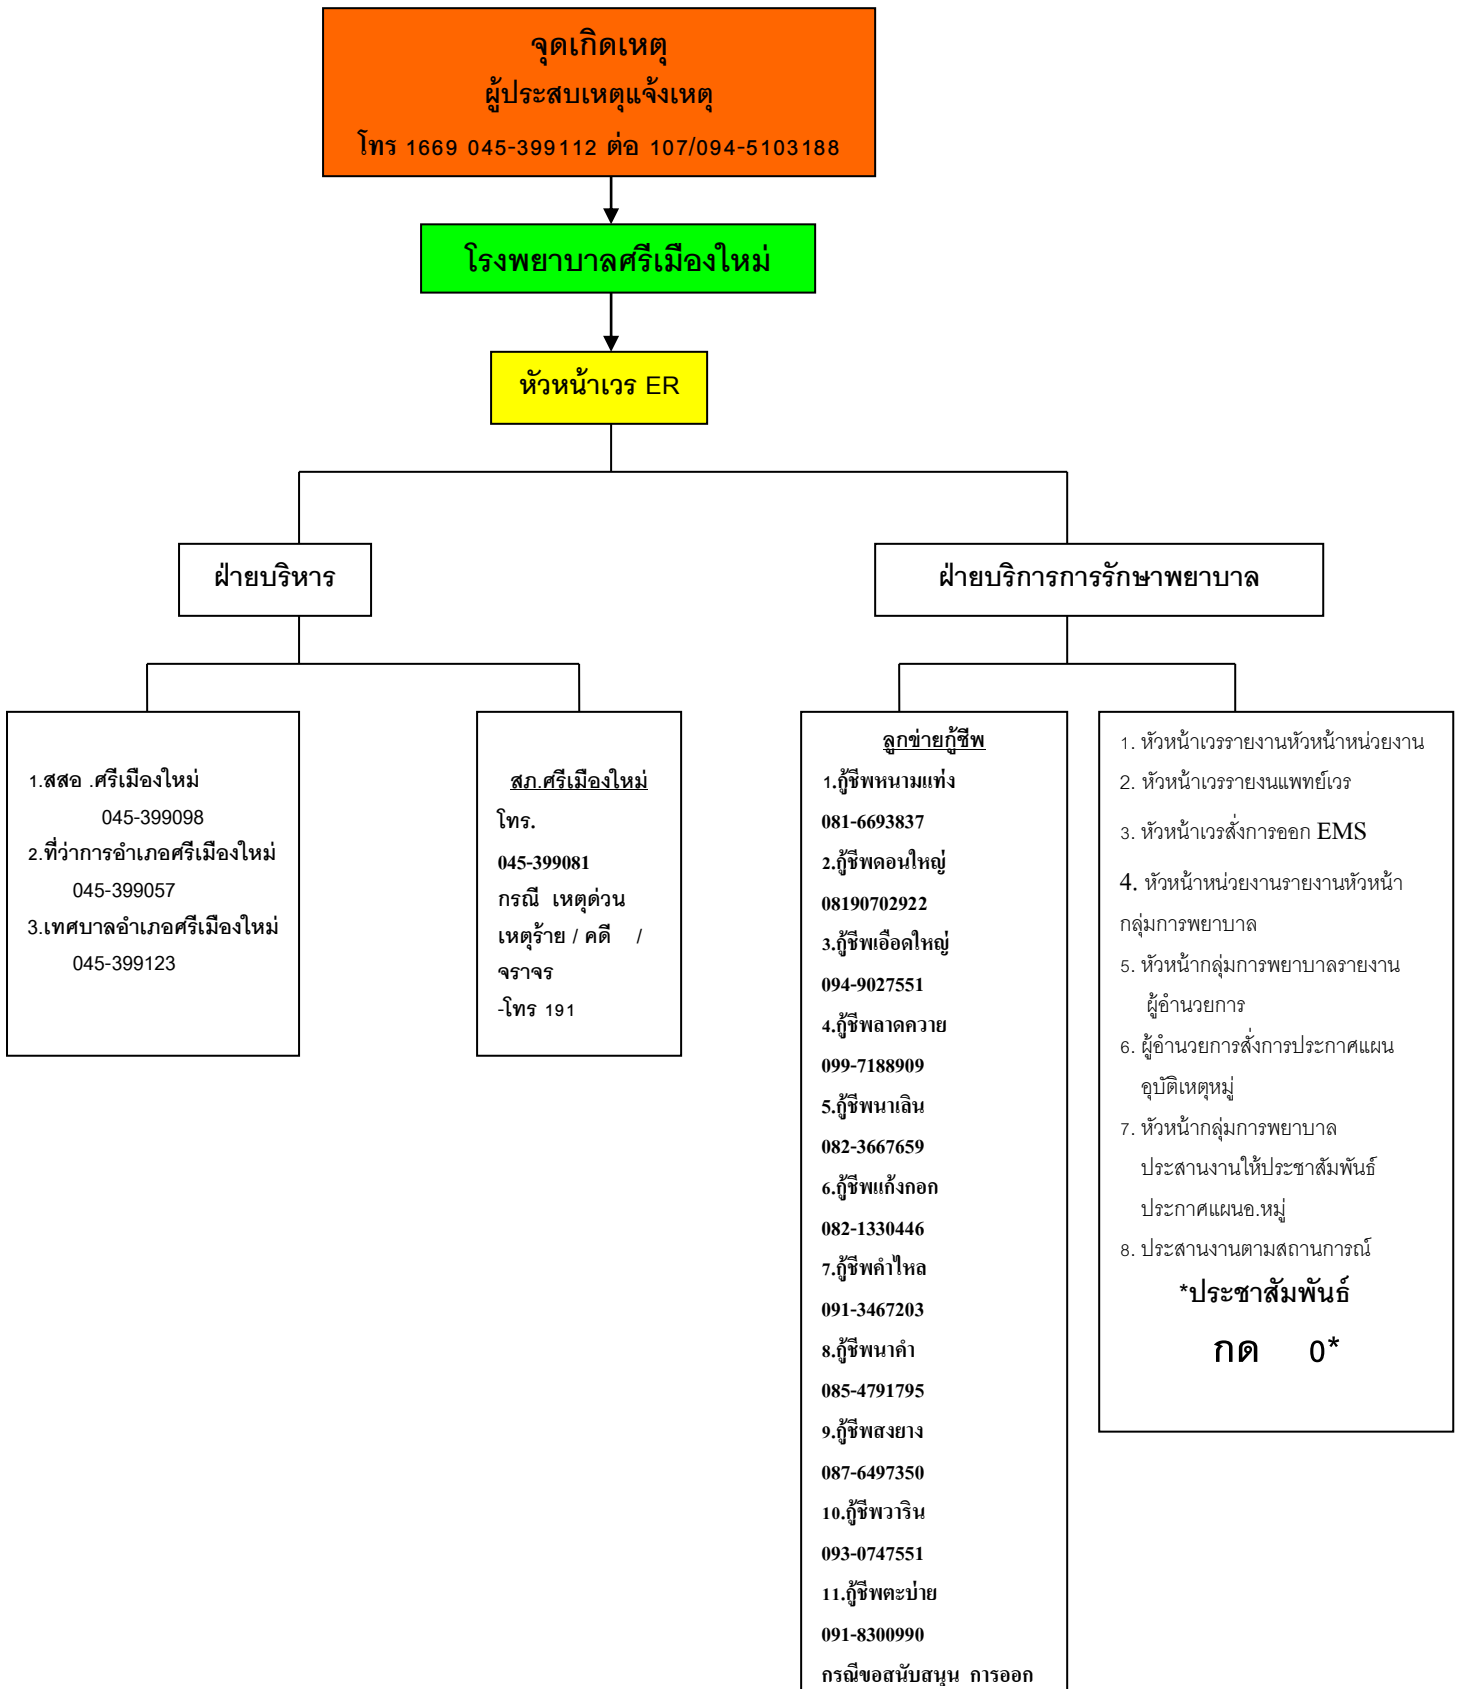 จุดเกิดเหตุ
ผู้ประสบเหตุแจ้งเหตุ
โทร 1669 045-399112 ต่อ 107/094-5103188
โรงพยาบาลศรีเมืองใหม่
หัวหน้าเวร ER
ฝ่ายบริหาร
ฝ่ายบริการการรักษาพยาบาล
1.สสอ .ศรีเมืองใหม่
045-399098
2.ที่ว่าการอำเภอศรีเมืองใหม่
045-399057
3.เทศบาลอำเภอศรีเมืองใหม่
045-399123
สภ.ศรีเมืองใหม่
โทร.
045-399081
กรณี เหตุด่วน
เหตุร้าย / คดี /
จราจร
-โทร 191
ลูกข่ายกู้ชีพ
1.กู้ชีพหนามแท่ง
081-6693837
2.กู้ชีพดอนใหญ่
08190702922
3.กู้ชีพเอือดใหญ่
094-9027551
4.กู้ชีพลาดควาย
099-7188909
5.กู้ชีพนาเลิน
082-3667659
6.กู้ชีพแก้งกอก
082-1330446
7.กู้ชีพคำไหล
091-3467203
8.กู้ชีพนาคำ
085-4791795
9.กู้ชีพสงยาง
087-6497350
10.กู้ชีพวาริน
093-0747551
11.กู้ชีพตะบ่าย
091-8300990
กรณีขอสนับสนุน การออก
1. หัวหน้าเวรรายงานหัวหน้าหน่วยงาน
2. หัวหน้าเวรรายงนแพทย์เวร
3. หัวหน้าเวรสั่งการออก EMS
4. หัวหน้าหน่วยงานรายงานหัวหน้า
กลุ่มการพยาบาล
5. หัวหน้ากลุ่มการพยาบาลรายงาน
ผู้อำนวยการ
6. ผู้อำนวยการสั่งการประกาศแผน
อุบัติเหตุหมู่
7. หัวหน้ากลุ่มการพยาบาล
ประสานงานให้ประชาสัมพันธ์
ประกาศแผนอ.หมู่
8. ประสานงานตามสถานการณ์
*ประชาสัมพันธ์
กด 0*